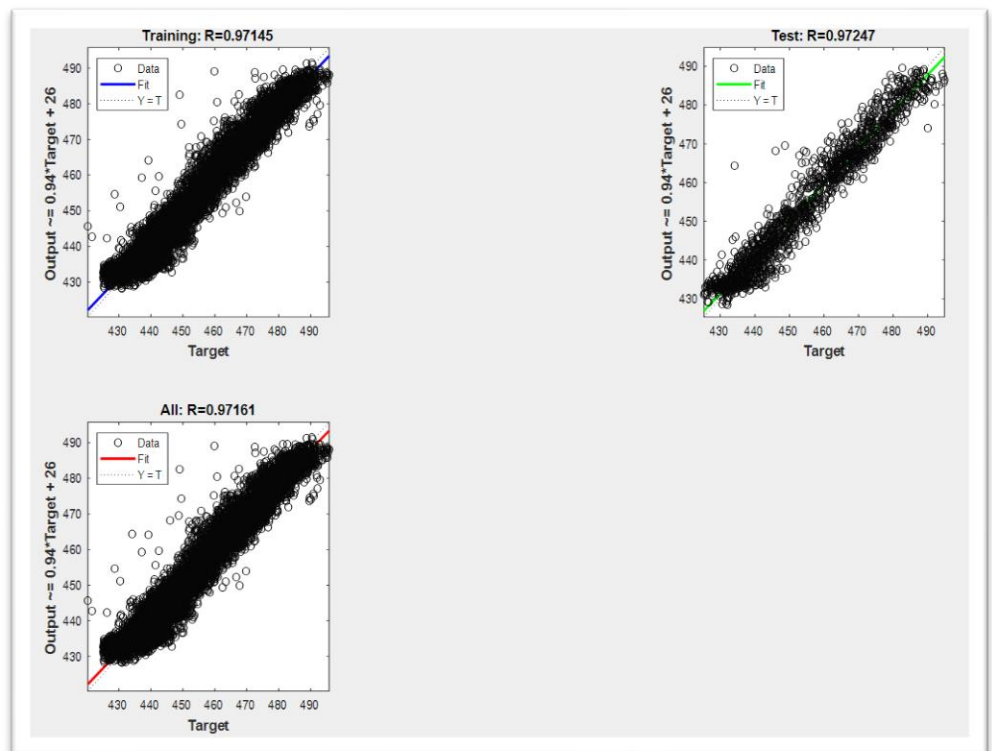 Training: R=0.97145
Output ~= 0.94*Target + 26
490
480
470
460
450
440
430
Data
Fit
Y = T
430 440 450 460 470 480 490
Target
Test: R=0.97247
Output ~= 0.94*Target + 26
490
480
470
460
450
440
430
Data
Fit
Y = T
430 440 450 460 470 480 490
Target
All: R=0.97161
Output ~= 0.94*Target + 26
490
480
470
460
450
440
430
Data
Fit
Y = T
430 440 450 460 470 480 490
Target